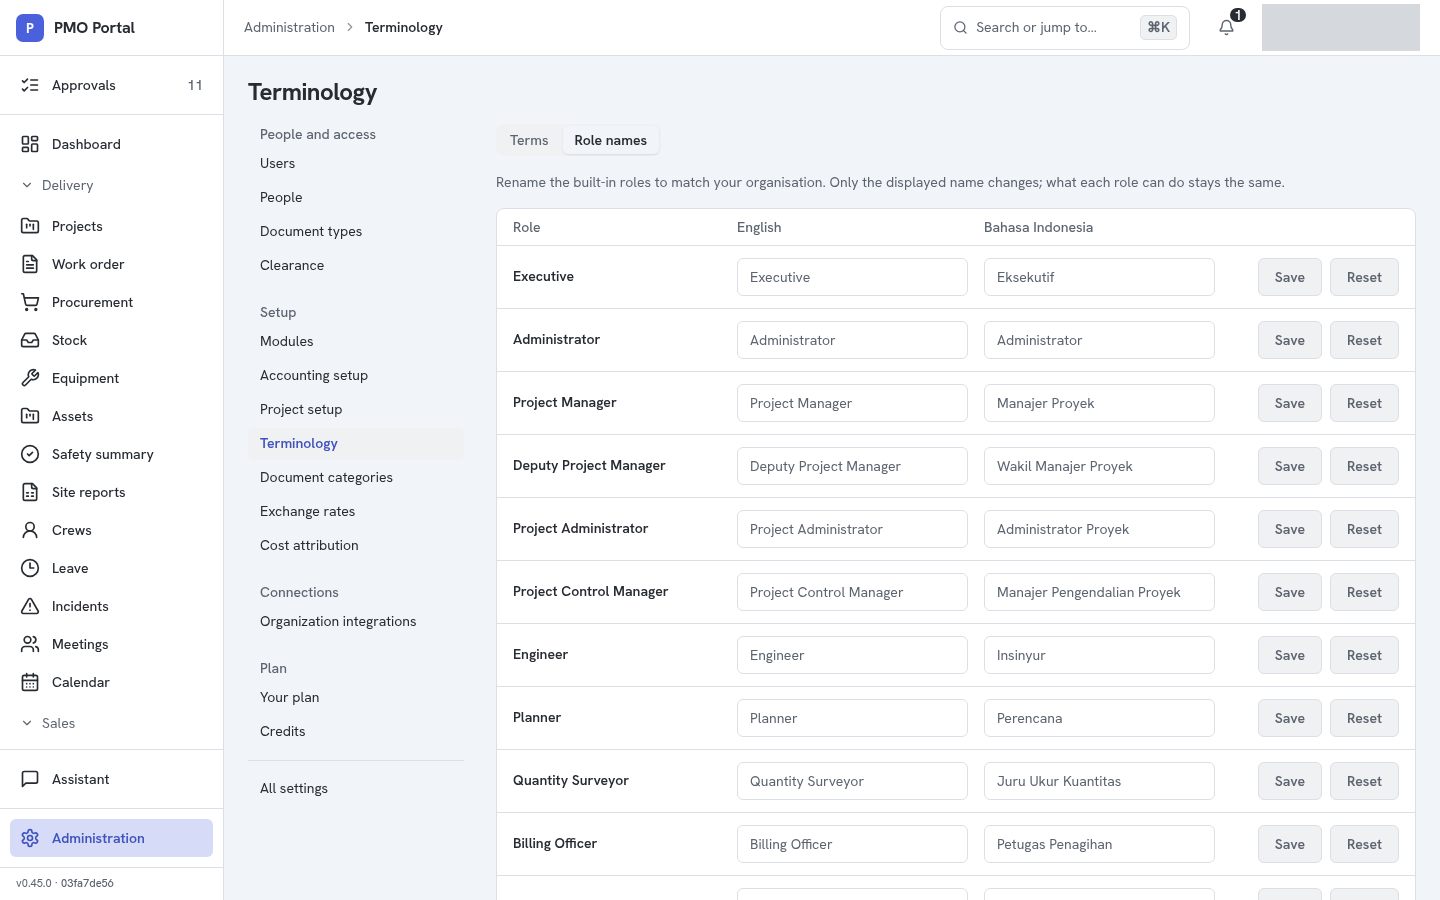 P PMO Portal
Administration > Terminology
Search or jump to... ⌘K
1
Approvals 11
Dashboard
Delivery
Projects
Work order
Procurement
Stock
Equipment
Assets
Safety summary
Site reports
Crews
Leave
Incidents
Meetings
Calendar
Sales
Assistant
Administration
v0.45.0 · 03fa7de56
Terminology
People and access
Users
People
Document types
Clearance
Setup
Modules
Accounting setup
Project setup
Terminology
Document categories
Exchange rates
Cost attribution
Connections
Organization integrations
Plan
Your plan
Credits
All settings
Terms Role names
Rename the built-in roles to match your organisation. Only the displayed name changes; what each role can do stays the same.
Role English Bahasa Indonesia
Executive Executive Eksekutif Save Reset
Administrator Administrator Administrator Save Reset
Project Manager Project Manager Manajer Proyek Save Reset
Deputy Project Manager Deputy Project Manager Wakil Manajer Proyek Save Reset
Project Administrator Project Administrator Administrator Proyek Save Reset
Project Control Manager Project Control Manager Manajer Pengendalian Proyek Save Reset
Engineer Engineer Insinyur Save Reset
Planner Planner Perencana Save Reset
Quantity Surveyor Quantity Surveyor Juru Ukur Kuantitas Save Reset
Billing Officer Billing Officer Petugas Penagihan Save Reset